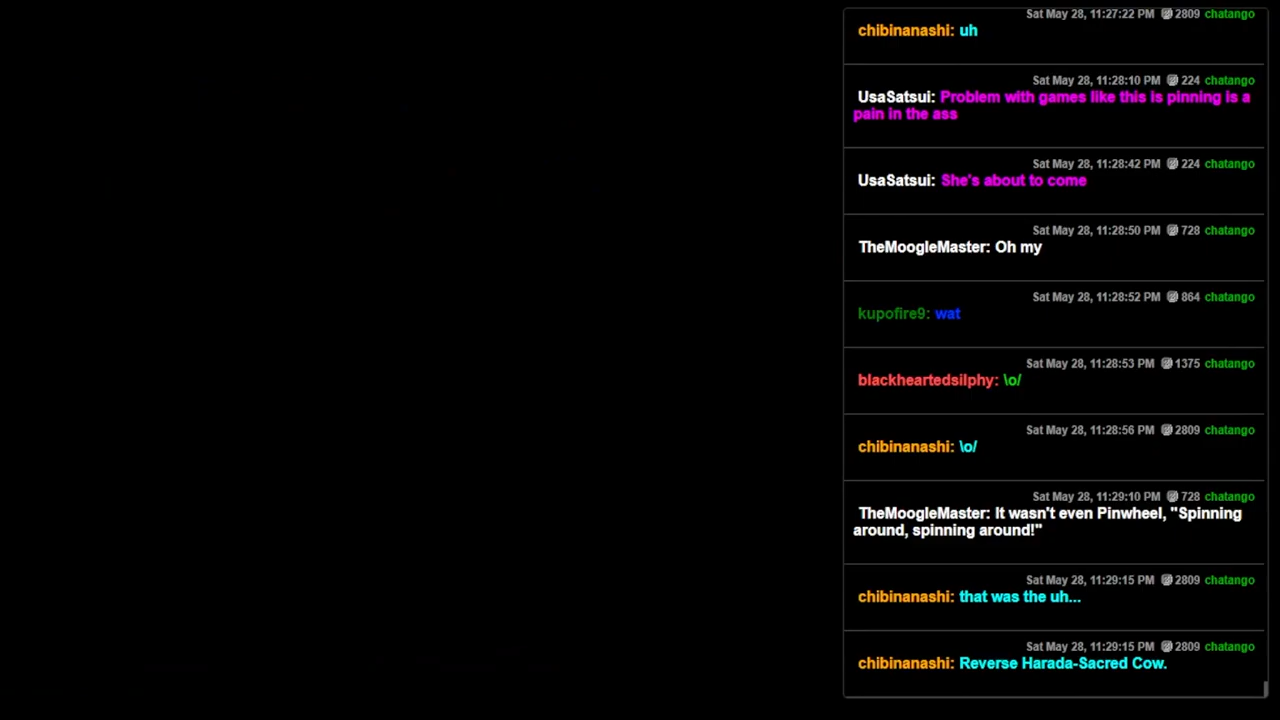 Sat May 28, 11:27:22 PM 2809 chatango
chibinanashi: uh
Sat May 28, 11:28:10 PM 224 chatango
UsaSatsui: Problem with games like this is pinning is a
pain in the ass
Sat May 28, 11:28:42 PM 224 chatango
UsaSatsui: She's about to come
Sat May 28, 11:28:50 PM 728 chatango
TheMoogleMaster: Oh my
Sat May 28, 11:28:52 PM 864 chatango
kupofire9: wat
Sat May 28, 11:28:53 PM 1375 chatango
blackheartedsilphy: \o/
Sat May 28, 11:28:56 PM 2809 chatango
chibinanashi: \o/
Sat May 28, 11:29:10 PM 728 chatango
TheMoogleMaster: It wasn't even Pinwheel, "Spinning
around, spinning around!"
Sat May 28, 11:29:15 PM 2809 chatango
chibinanashi: that was the uh...
Sat May 28, 11:29:15 PM 2809 chatango
chibinanashi: Reverse Harada-Sacred Cow.